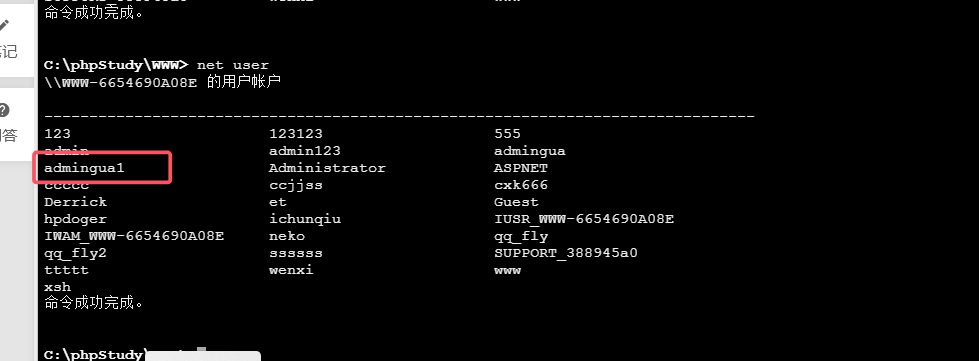 命令成功完成。
C:\phpStudy\WWW> net user
\\WWW-6654690A08E 的用户帐户
-------------------------------------------------------------------------------
123 123123 555
admin admin123 admingua
admingua1 Administrator ASPNET
ccccc ccjjss cxk666
Derrick et Guest
hpdoger ichunqiu IUSR_WWW-6654690A08E
IWAM_WWW-6654690A08E neko qq_fly
qq_fly2 ssssss SUPPORT_388945a0
ttttt wenxi www
xsh
命令成功完成。
C:\phpStudy\
记
答